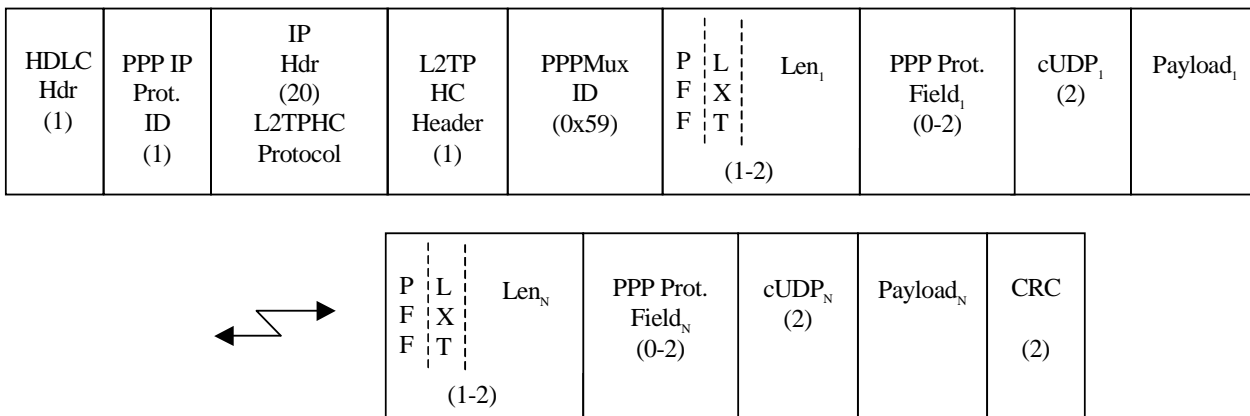 HDLC
Hdr
(1)
PPP IP
Prot.
ID
(1)
IP
Hdr
(20)
L2TPHC
Protocol
L2TP
HC
Header
(1)
PPPMux
ID
(0x59)
P
F
F
L
X
T
Len₁
(1-2)
PPP Prot.
Field₁
(0-2)
cUDP₁
(2)
Payload₁
P
F
F
L
X
T
Lenₙ
(1-2)
PPP Prot.
Fieldₙ
(0-2)
cUDPₙ
(2)
Payloadₙ
CRC
(2)